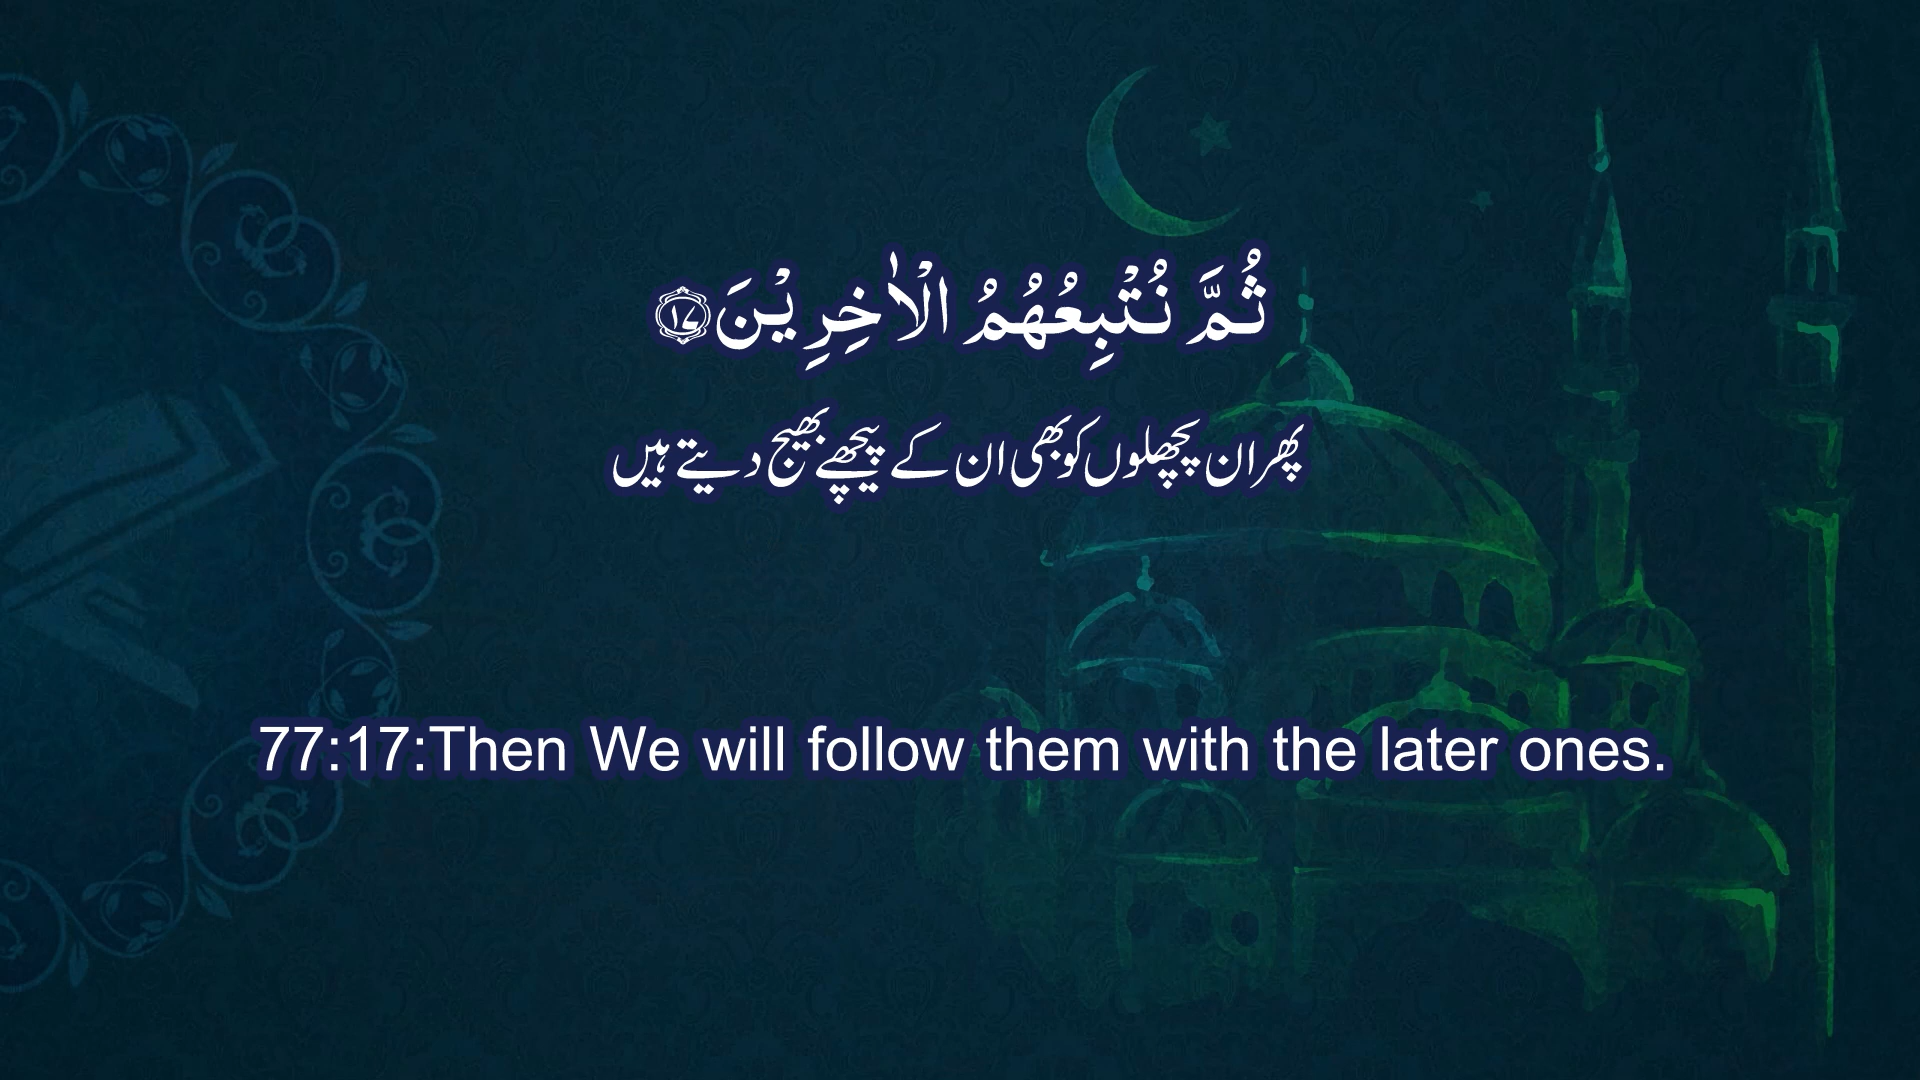 ثُمَّ نُتْبِعُهُمُ الْاٰخِرِيْنَ ۝۱۷
پھر ان پچھلوں کو بھی ان کے پیچھے بھیج دیتے ہیں
77:17:Then We will follow them with the later ones.